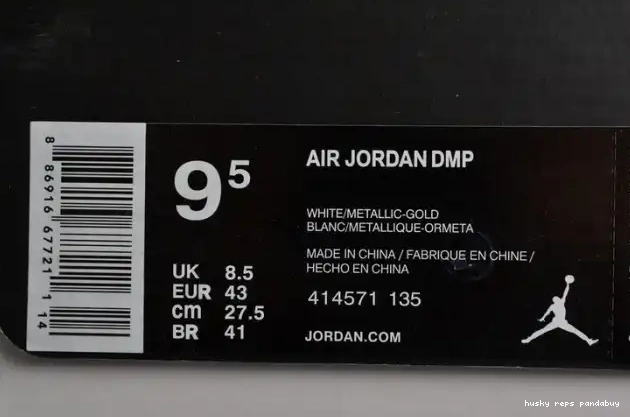 8 86916 67721 1 14
9 5
UK 8.5
EUR 43
cm 27.5
BR 41
AIR JORDAN DMP
WHITE/METALLIC-GOLD
BLANC/METALLIQUE-ORMETA
MADE IN CHINA / FABRIQUE EN CHINE /
HECHO EN CHINA
414571 135
JORDAN.COM
husky reps pandabuy